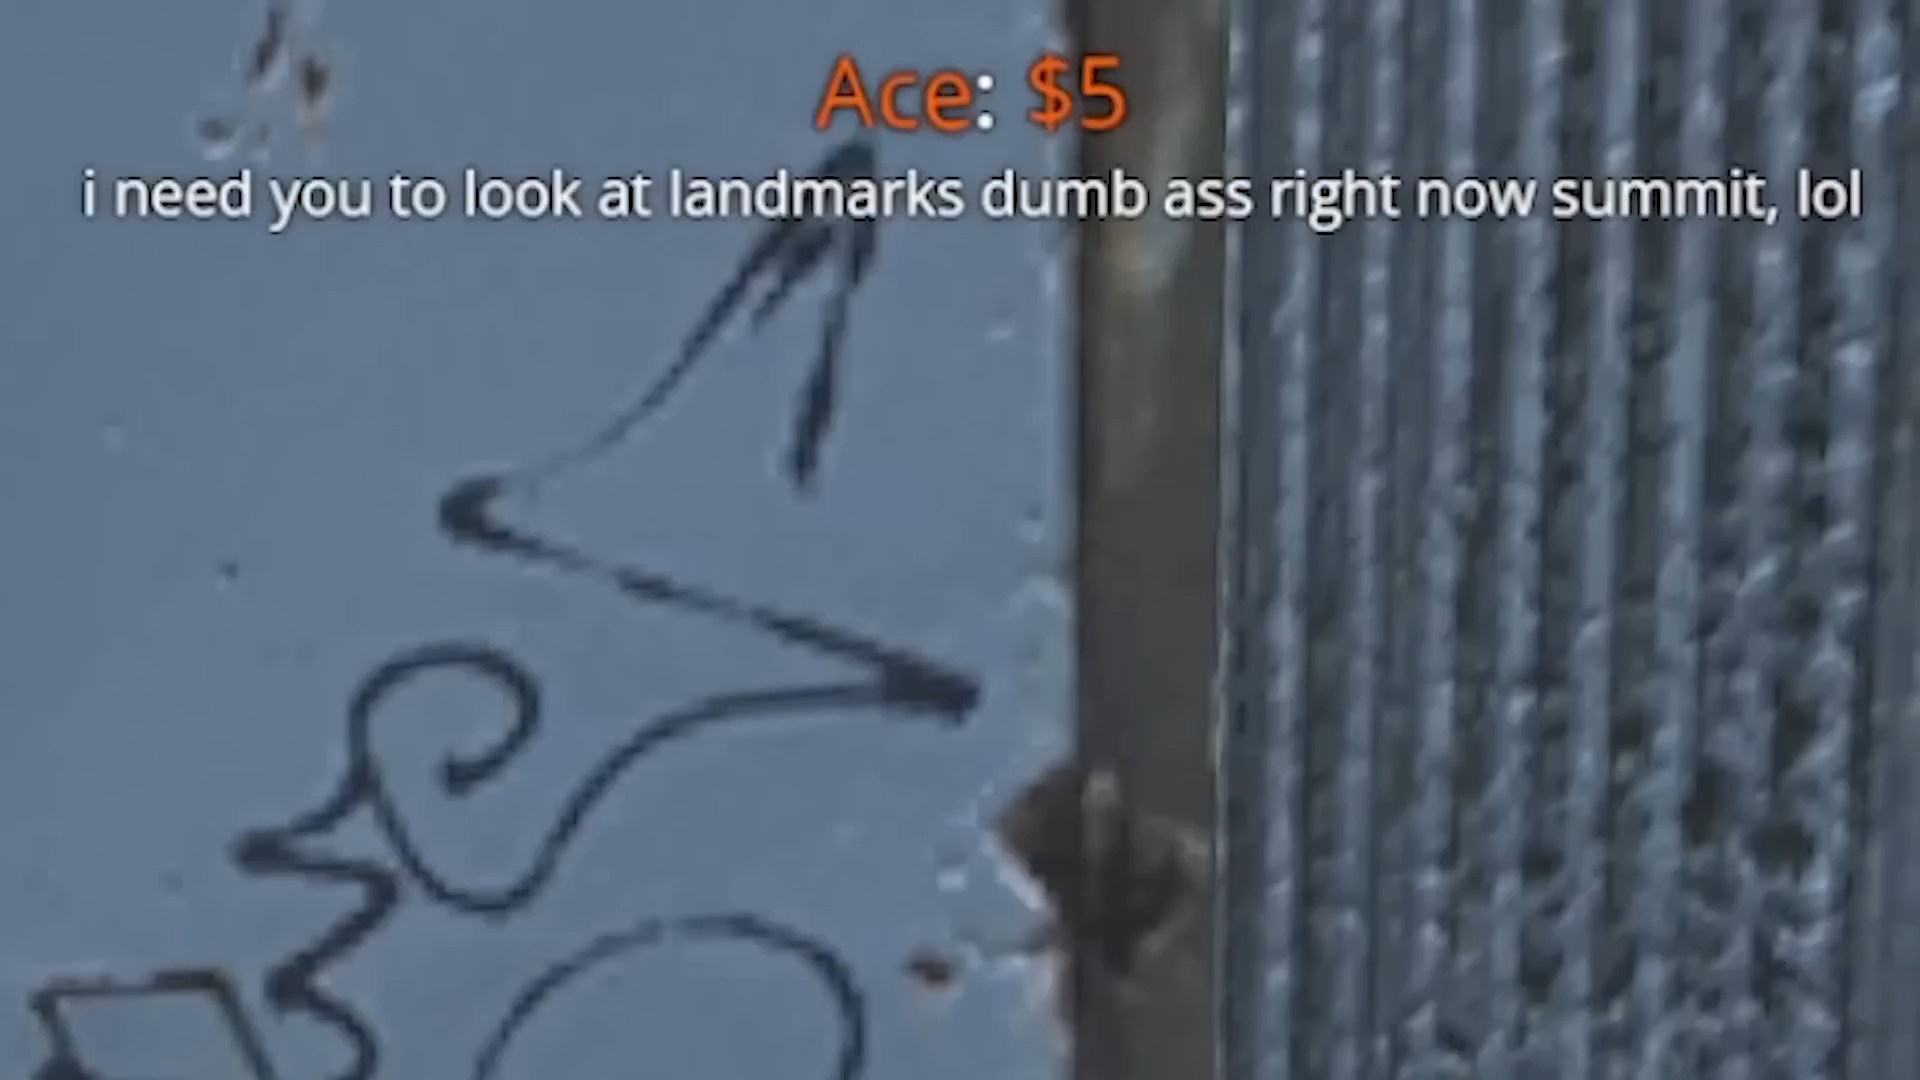 Ace: $5
i need you to look at landmarks dumb ass right now summit, lol